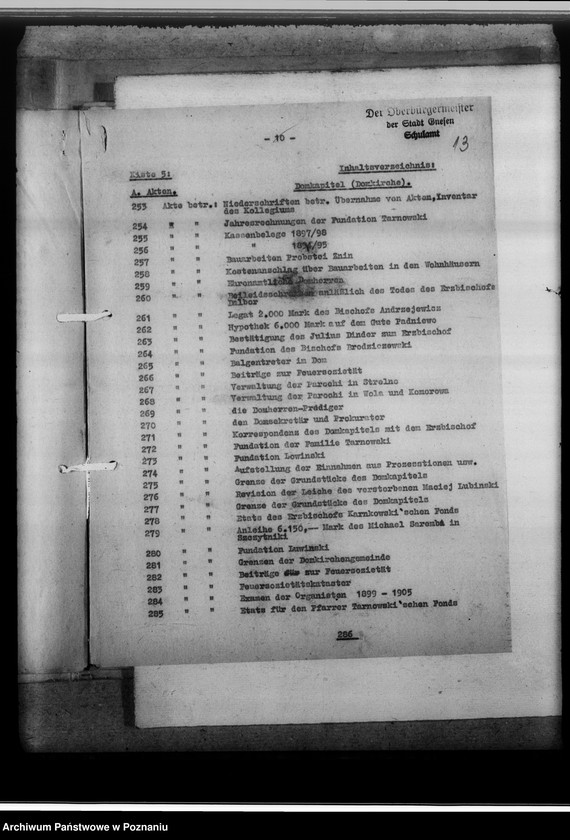 Der Oberbürgermeister
der Stadt Gnesen
Schulamt
13
- 10 -
Kiste 5:
Inhaltsverzeichnis:
A. Akten.
Domkapitel (Domkirche).
253 Akte betr.: Niederschriften betr. Übernahme von Akten, Inventar
des Kollegiums
254 " " Jahresrechnungen der Fundation Tarnowski
255 " " Kassenbelege 1897/98
256 " " " /95
257 " " Bauarbeiten Probstei Znin
258 " " Kostenanschlag über Bauarbeiten in den Wohnhäusern
259 " " Domherren
260 " " Beileidsschreiben anläßlich des Todes des Erzbischofs
Dalbor
261 " " Legat 2.000 Mark des Bischofs Andrzejewicz
262 " " Hypothek 6.000 Mark auf dem Gute Padniewo
263 " " Bestätigung des Julius Dinder zum Erzbischof
264 " " Fundation des Bischofs Brodziszewski
265 " " Balgentreter im Dom
266 " " Beiträge zur Feuersozietät
267 " " Verwaltung der Parochi in Strelno
268 " " Verwaltung der Parochi in Wola und Komorowa
269 " " die Domherren-Prediger
270 " " den Domsekretär und Prokurator
271 " " Korrespondenz des Domkapitels mit dem Erzbischof
272 " " Fundation der Familie Tarnowski
273 " " Fundation Lowinski
274 " " Aufstellung der Einnahmen aus Prozesstionen usw.
275 " " Grenze der Grundstücke des Domkapitels
276 " " Revision der Leiche des verstorbenen Maciej Lubinski
277 " " Grenze der Grundstücke des Domkapitels
278 " " Etats des Erzbischofs Karnkowski'schen Fonds
279 " " Anleihe 6.150,-- Mark des Michael Saremba in
Szczytniki
280 " " Fundation Luwinski
281 " " Grenzen der Domkirchengemeinde
282 " " Beiträge zur Feuersozietät
283 " " Feuersozietätskataster
284 " " Examen der Organisten 1899 - 1905
285 " " Etats für den Pfarrer Tarnowski'schen Fonds
286
Archiwum Państwowe w Poznaniu